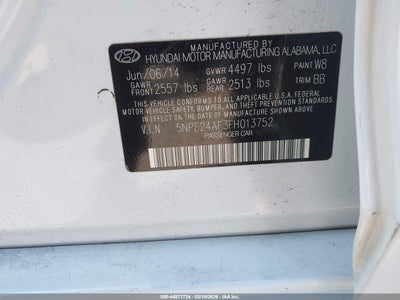 MANUFACTURED BY
HYUNDAI MOTOR MANUFACTURING ALABAMA, LLC
Jun/06/14 GVWR 4497 lbs PAINT W8
GAWR FRONT 2557 lbs GAWR REAR 2513 lbs TRIM BB
THIS VEHICLE CONFORMS TO ALL APPLICABLE FEDERAL
MOTOR VEHICLE SAFETY, BUMPER, AND THEFT PREVENTION
STANDARDS IN EFFECT ON THE DATE OF MANUFACTURE SHOWN ABOVE.
V.I.N 5NPE24AF3FH013752
PASSENGER CAR